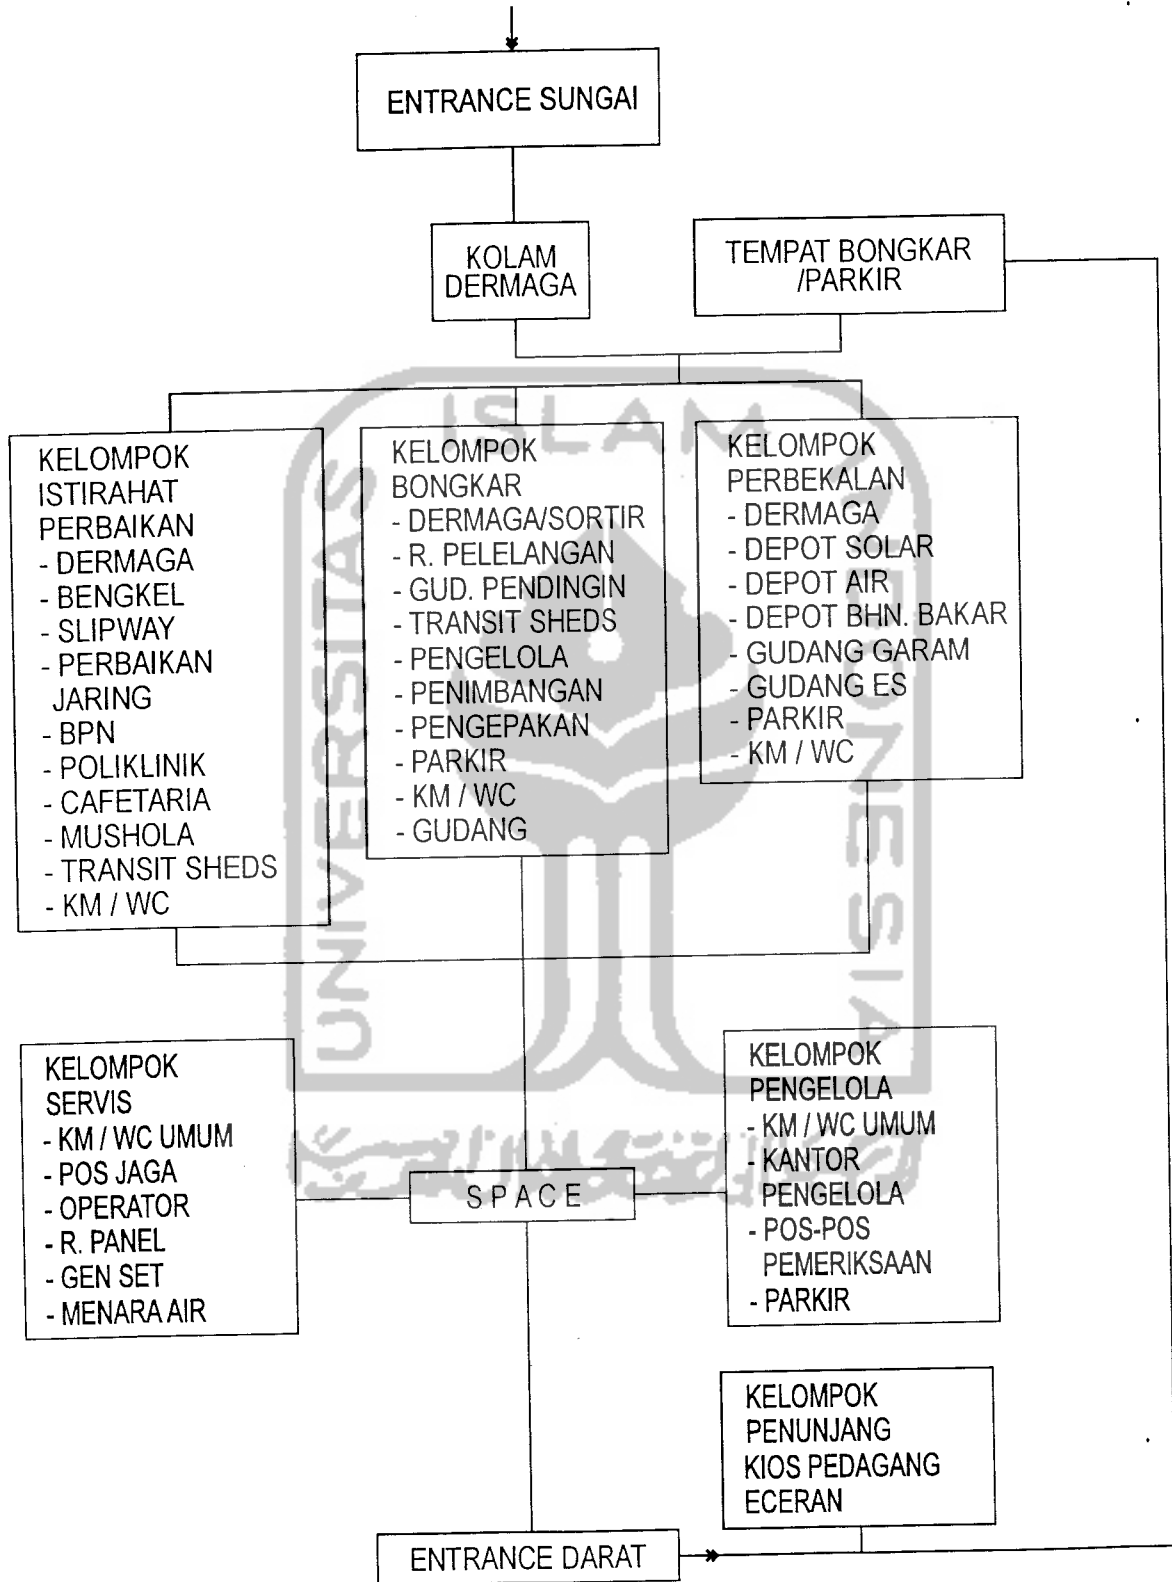 ENTRANCE SUNGAI
KOLAM
DERMAGA
TEMPAT BONGKAR
/PARKIR
KELOMPOK
ISTIRAHAT
PERBAIKAN
- DERMAGA
- BENGKEL
- SLIPWAY
- PERBAIKAN
JARING
- BPN
- POLIKLINIK
- CAFETARIA
- MUSHOLA
- TRANSIT SHEDS
- KM / WC
KELOMPOK
BONGKAR
- DERMAGA/SORTIR
- R. PELELANGAN
- GUD. PENDINGIN
- TRANSIT SHEDS
- PENGELOLA
- PENIMBANGAN
- PENGEPAKAN
- PARKIR
- KM / WC
- GUDANG
KELOMPOK
PERBEKALAN
- DERMAGA
- DEPOT SOLAR
- DEPOT AIR
- DEPOT BHN. BAKAR
- GUDANG GARAM
- GUDANG ES
- PARKIR
- KM / WC
KELOMPOK
SERVIS
- KM / WC UMUM
- POS JAGA
- OPERATOR
- R. PANEL
- GEN SET
- MENARA AIR
SPACE
KELOMPOK
PENGELOLA
- KM / WC UMUM
- KANTOR
PENGELOLA
- POS-POS
PEMERIKSAAN
- PARKIR
KELOMPOK
PENUNJANG
KIOS PEDAGANG
ECERAN
ENTRANCE DARAT
UNIVERSITAS
ISLAM
INDONESIA